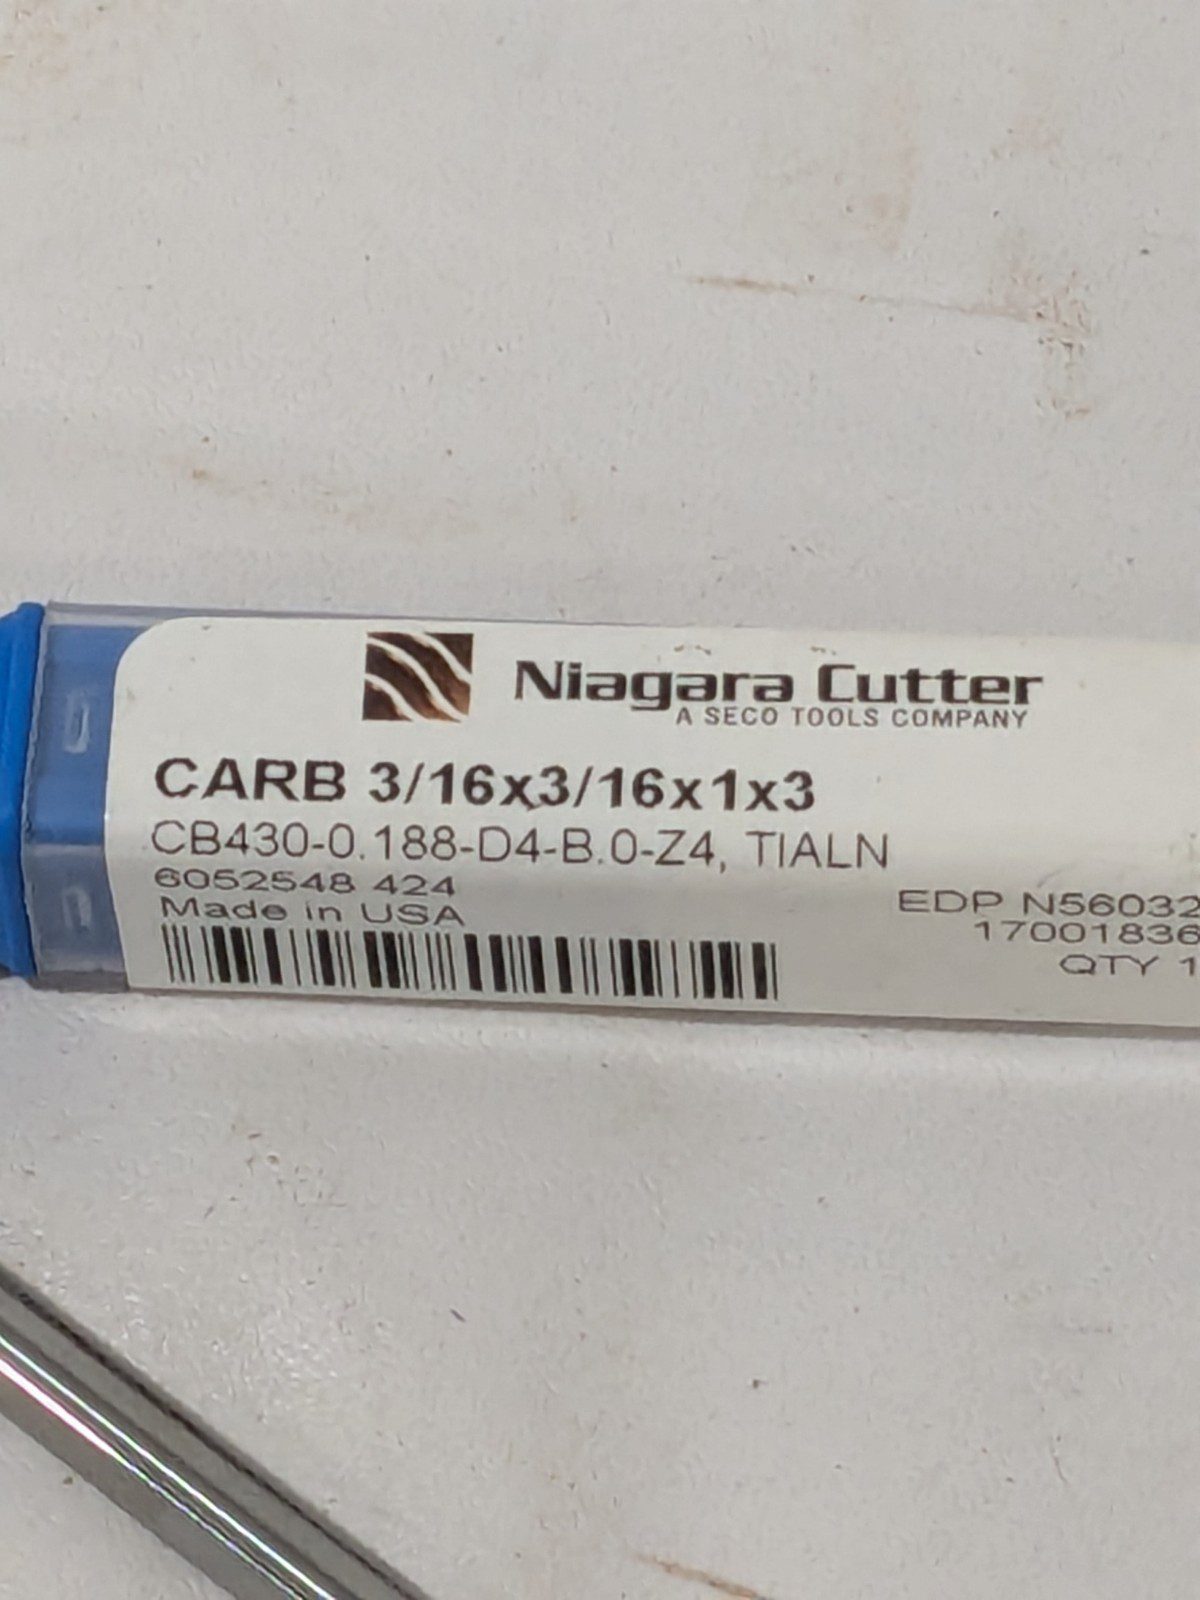 Niagara Cutter
A SECO TOOLS COMPANY
CARB 3/16x3/16x1x3
CB430-0.188-D4-B.0-Z4, TIALN
6052548 424
Made in USA
EDP N56032
17001836
QTY 1